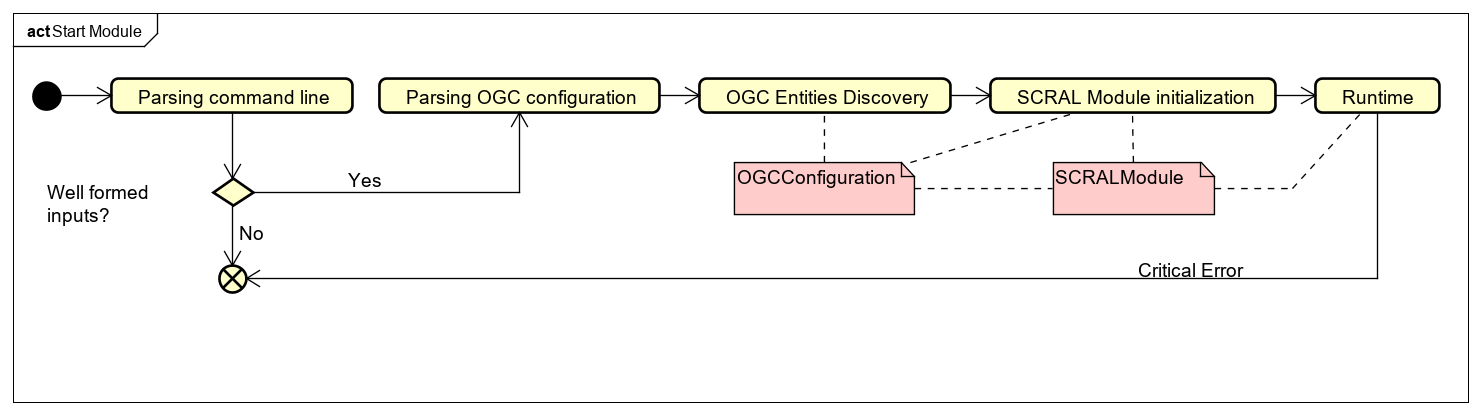 act Start Module
Parsing command line
Parsing OGC configuration
OGC Entities Discovery
SCRAL Module initialization
Runtime
OGCConfiguration
SCRALModule
Yes
Well formed
inputs?
No
Critical Error